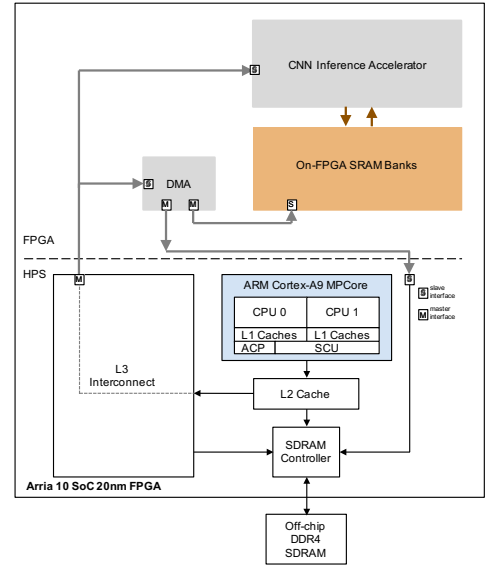 S
CNN Inference Accelerator
On-FPGA SRAM Banks
S
DMA
M
M
S
FPGA
HPS
M
S
ARM Cortex-A9 MPCore
CPU 0
CPU 1
L1 Caches
L1 Caches
ACP
SCU
S
slave
interface
M
master
interface
L3
Interconnect
L2 Cache
SDRAM
Controller
Arria 10 SoC 20nm FPGA
Off-chip
DDR4
SDRAM